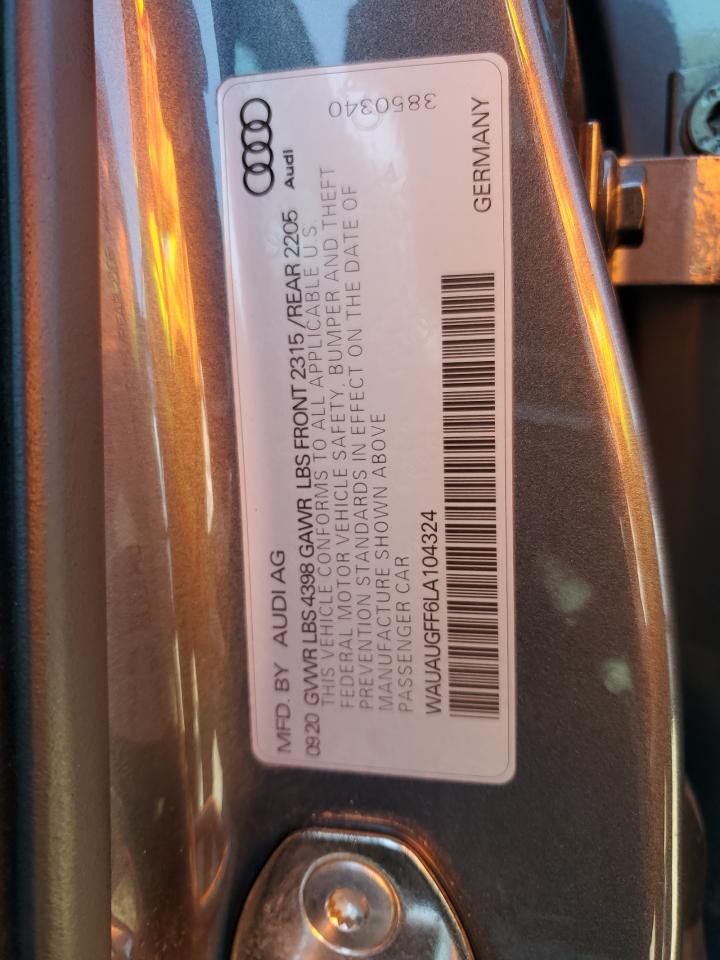 MFD. BY AUDI AG
Audi
0920 GVWR LBS 4398 GAWR LBS FRONT 2315/REAR 2205
THIS VEHICLE CONFORMS TO ALL APPLICABLE U.S.
FEDERAL MOTOR VEHICLE SAFETY. BUMPER AND THEFT
PREVENTION STANDARDS IN EFFECT ON THE DATE OF
MANUFACTURE SHOWN ABOVE
PASSENGER CAR
3850340
WAUAUGFF6LA104324
GERMANY